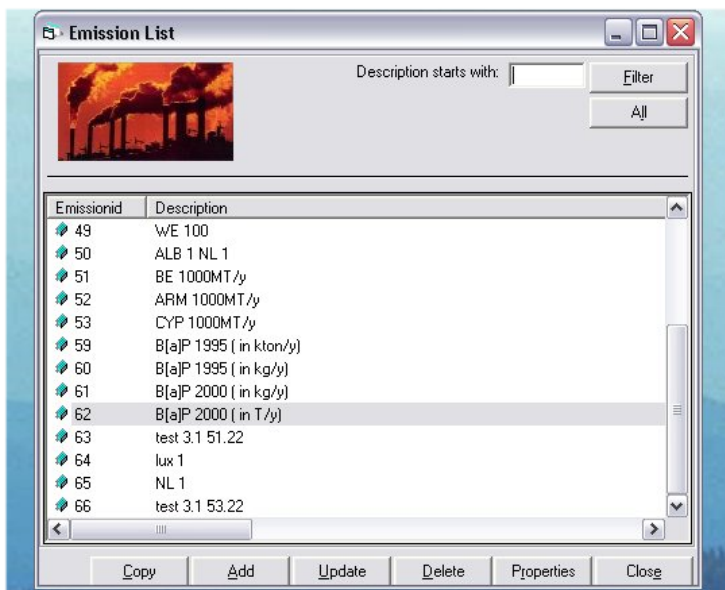 Emission List
Description starts with:
Filter
All
Emissionid Description
49 WE 100
50 ALB 1 NL 1
51 BE 1000MT/y
52 ARM 1000MT/y
53 CYP 1000MT/y
59 B[a]P 1995 ( in kton/y)
60 B[a]P 1995 ( in kg/y)
61 B[a]P 2000 ( in kg/y)
62 B[a]P 2000 ( in T/y)
63 test 3.1 51.22
64 lux 1
65 NL 1
66 test 3.1 53.22
Copy Add Update Delete Properties Close